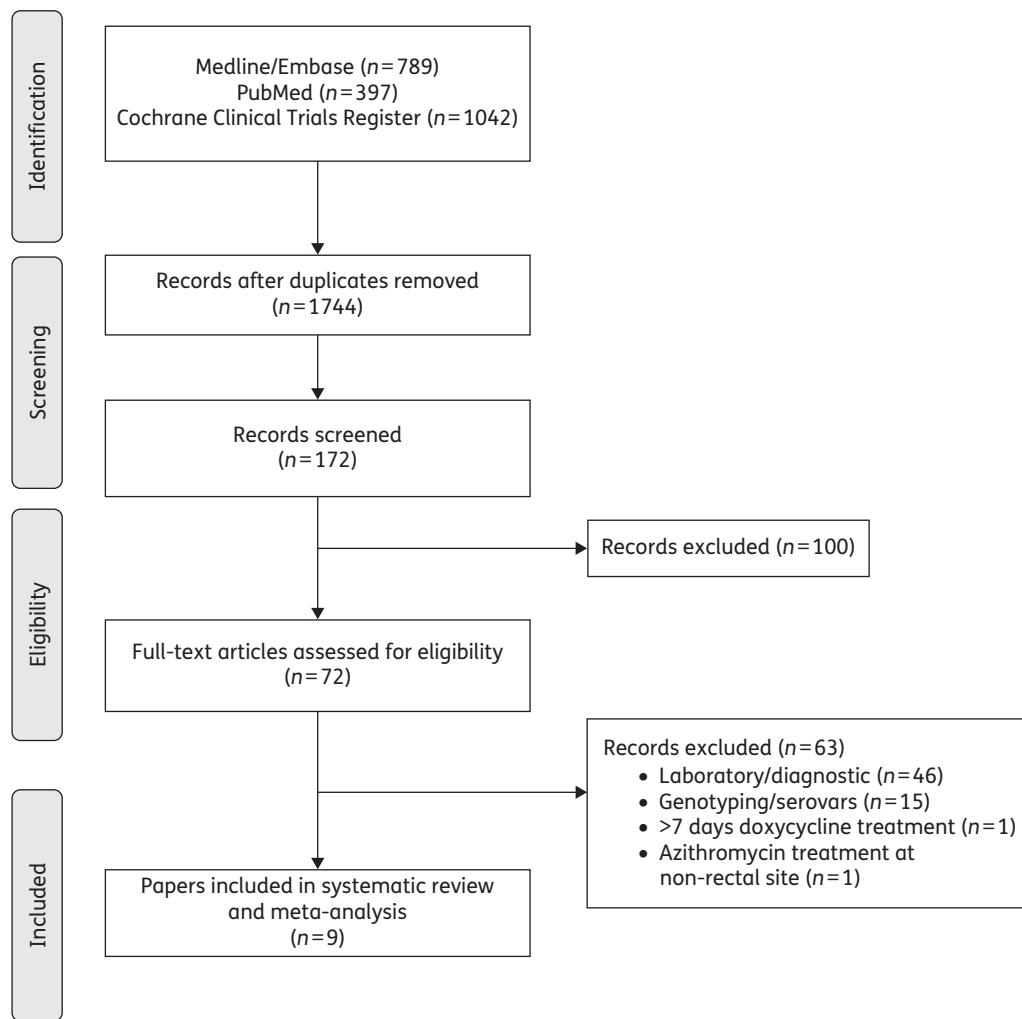 Identification
Medline/Embase (n=789)
PubMed (n=397)
Cochrane Clinical Trials Register (n=1042)
Screening
Records after duplicates removed
(n=1744)
Records screened
(n=172)
Eligibility
Records excluded (n=100)
Full-text articles assessed for eligibility
(n=72)
Records excluded (n=63)
• Laboratory/diagnostic (n=46)
• Genotyping/serovars (n=15)
• >7 days doxycycline treatment (n=1)
• Azithromycin treatment at
non-rectal site (n=1)
Included
Papers included in systematic review
and meta-analysis
(n=9)